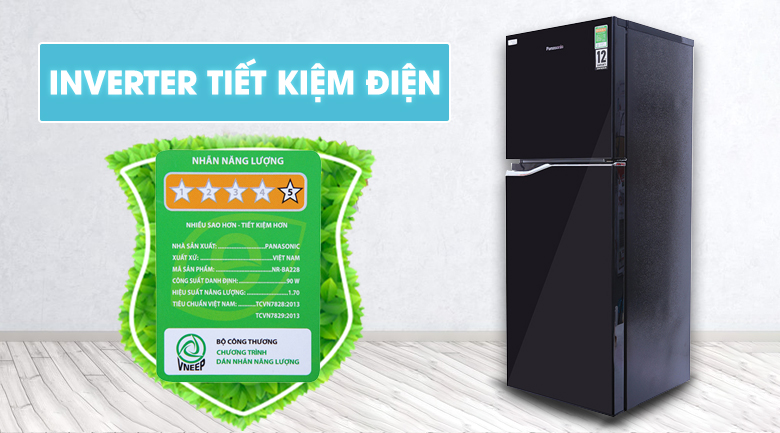 INVERTER TIẾT KIỆM ĐIỆN
NHÃN NĂNG LƯỢNG
1 2 3 4 5
NHIỀU SAO HƠN - TIẾT KIỆM HƠN
NHÀ SẢN XUẤT:....................PANASONIC
XUẤT XỨ:....................VIỆT NAM
MÃ SẢN PHẨM:....................NR-BA228
CÔNG SUẤT DANH ĐỊNH:....................90 W
HIỆU SUẤT NĂNG LƯỢNG:....................1.70
TIÊU CHUẨN VIỆT NAM:..........TCVN7828:2013
TCVN7829:2013
VNEEP
BỘ CÔNG THƯƠNG
CHƯƠNG TRÌNH
DÁN NHÃN NĂNG LƯỢNG
Panasonic
12